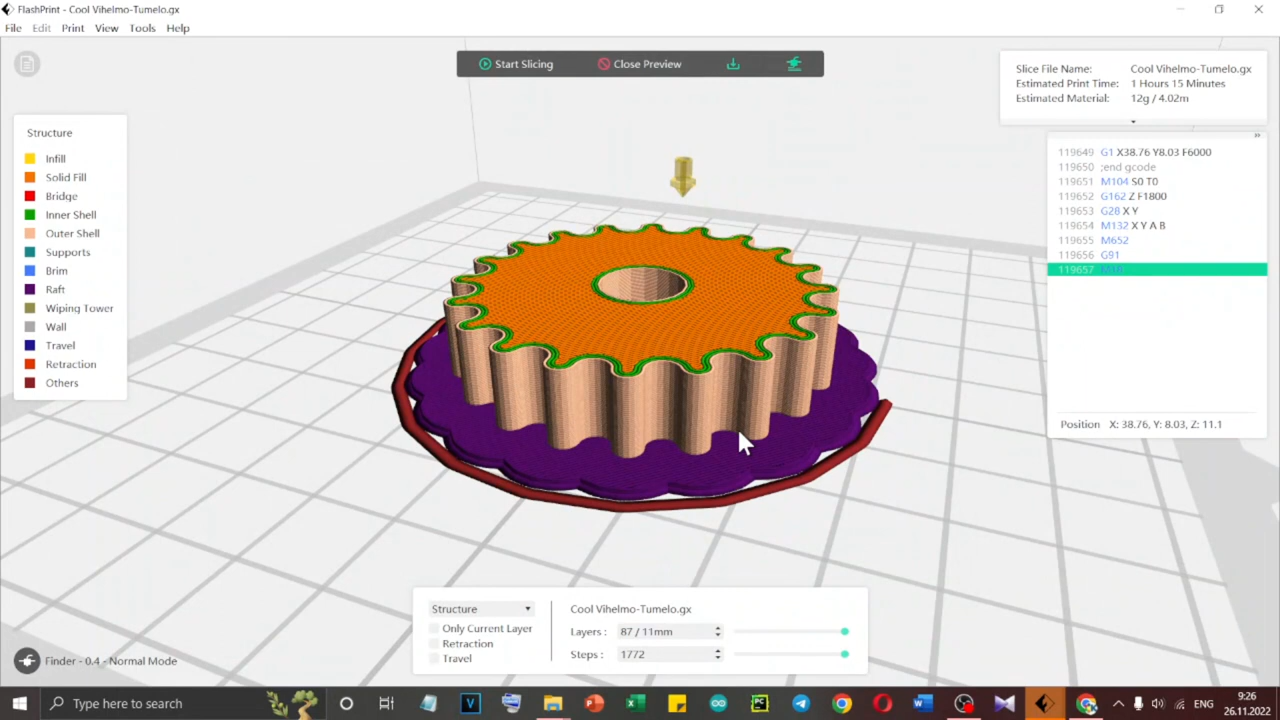 FlashPrint - Cool Vihelmo-Tumelo.gx
File Edit Print View Tools Help
Start Slicing Close Preview
Slice File Name: Cool Vihelmo-Tumelo.gx
Estimated Print Time: 1 Hours 15 Minutes
Estimated Material: 12g / 4.02m
Structure
Infill
Solid Fill
Bridge
Inner Shell
Outer Shell
Supports
Brim
Raft
Wiping Tower
Wall
Travel
Retraction
Others
119649 G1 X38.76 Y8.03 F6000
119650 ;end gcode
119651 M104 S0 T0
119652 G162 Z F1800
119653 G28 X Y
119654 M132 X Y A B
119655 M652
119656 G91
119657
Position X: 38.76, Y: 8.03, Z: 11.1
Structure
Only Current Layer
Retraction
Travel
Cool Vihelmo-Tumelo.gx
Layers : 87 / 11mm
Steps : 1772
Finder - 0.4 - Normal Mode
Type here to search
ENG
9:26
26.11.2022